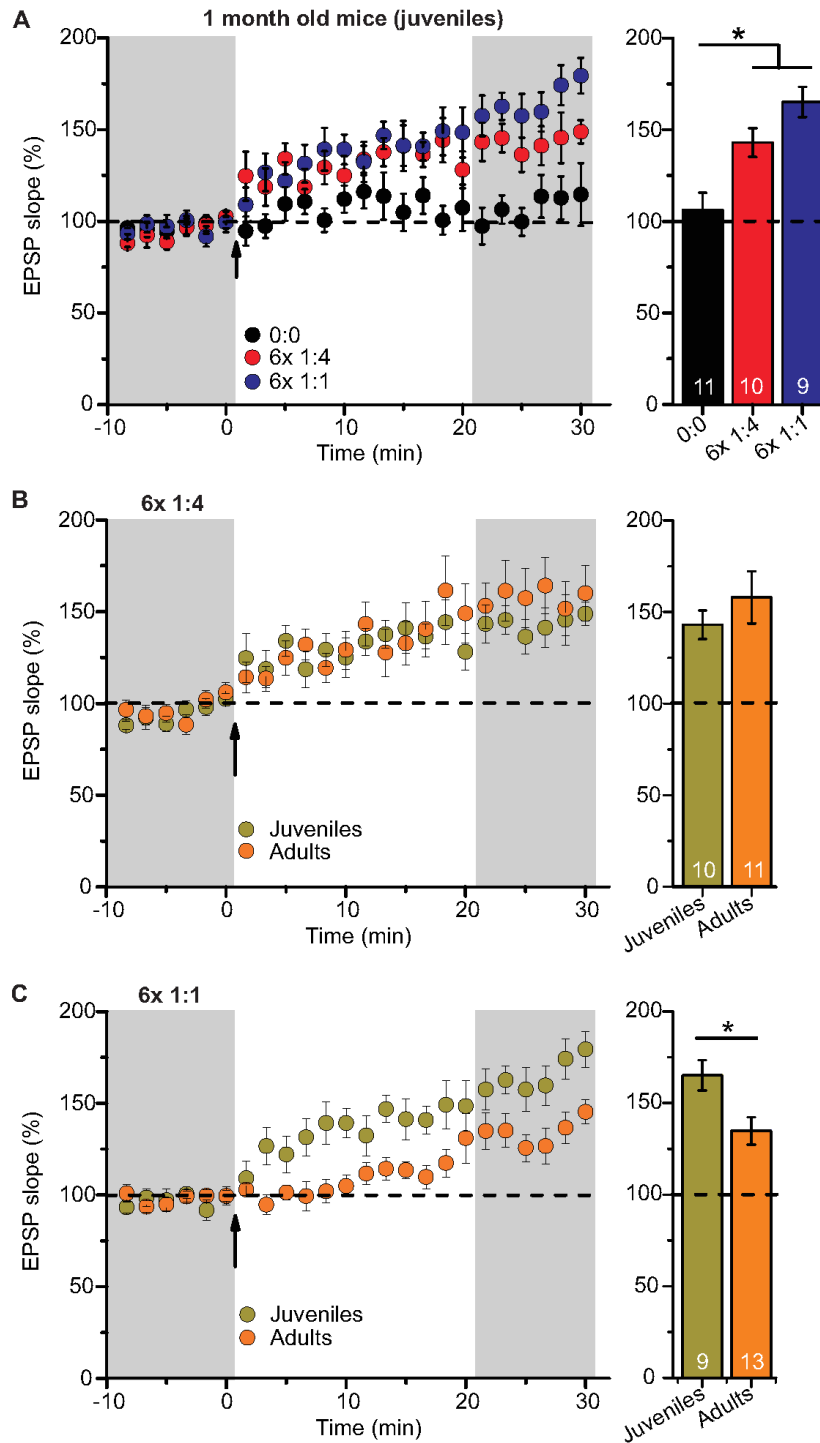 A
1 month old mice (juveniles)
EPSP slope (%)
200
150
100
50
0
0:0
6x 1:4
6x 1:1
-10
0
10
20
30
Time (min)
*
200
150
100
50
0
11
10
9
0:0
6x 1:4
6x 1:1
B
6x 1:4
EPSP slope (%)
200
150
100
50
0
Juveniles
Adults
-10
0
10
20
30
Time (min)
200
150
100
50
0
10
11
Juveniles
Adults
C
6x 1:1
EPSP slope (%)
200
150
100
50
0
Juveniles
Adults
-10
0
10
20
30
Time (min)
*
200
150
100
50
0
9
13
Juveniles
Adults